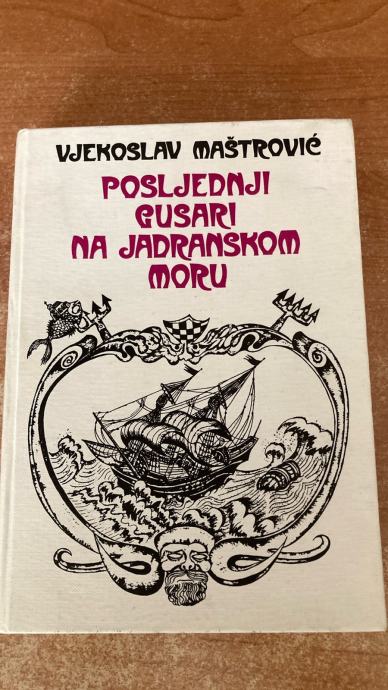 VJEKOSLAV MAŠTROVIĆ
POSLJEDNJI
GUSARI
NA JADRANSKOM
MORU